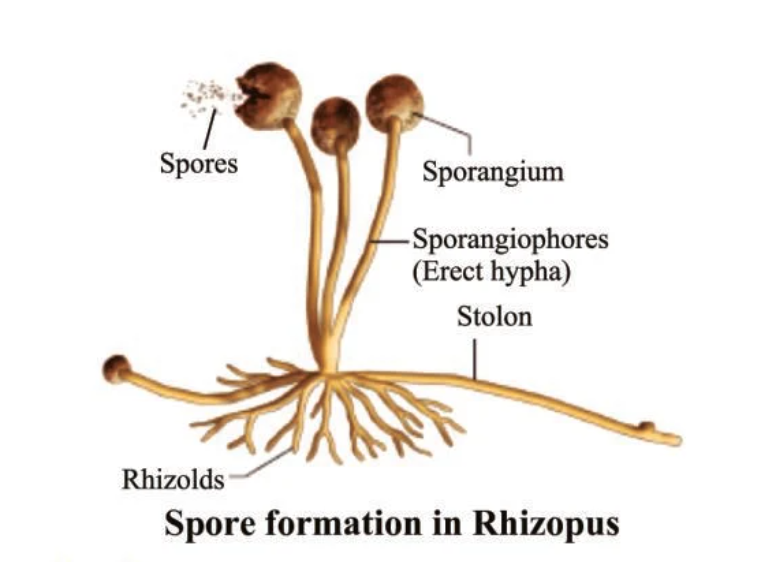 Spores
Sporangium
Sporangiophores
(Erect hypha)
Stolon
Rhizolds
Spore formation in Rhizopus